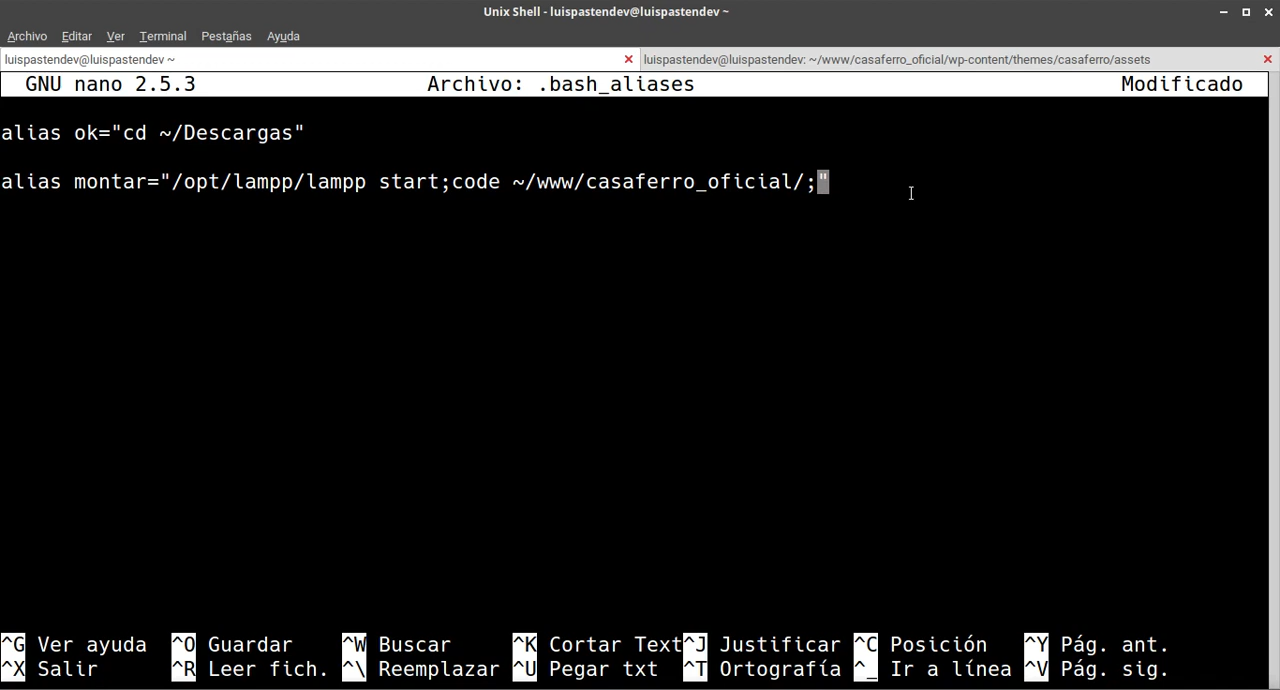 Unix Shell - luispastendev@luispastendev ~
Archivo Editar Ver Terminal Pestañas Ayuda
luispastendev@luispastendev ~
luispastendev@luispastendev: ~/www/casaferro_oficial/wp-content/themes/casaferro/assets
GNU nano 2.5.3 Archivo: .bash_aliases Modificado
alias ok="cd ~/Descargas"
alias montar="/opt/lampp/lampp start;code ~/www/casaferro_oficial/;"
^G Ver ayuda ^O Guardar ^W Buscar ^K Cortar Text^J Justificar ^C Posición ^Y Pág. ant.
^X Salir ^R Leer fich. ^\ Reemplazar ^U Pegar txt ^T Ortografía ^_ Ir a línea ^V Pág. sig.